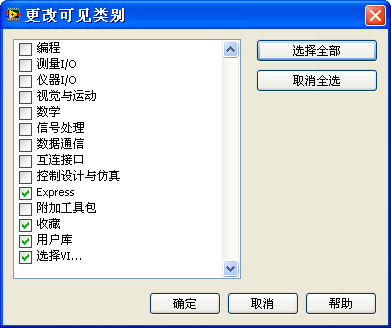 更改可见类别
编程
测量I/O
仪器I/O
视觉与运动
数学
信号处理
数据通信
互连接口
控制设计与仿真
Express
附加工具包
收藏
用户库
选择VI...
选择全部
取消全选
确定
取消
帮助